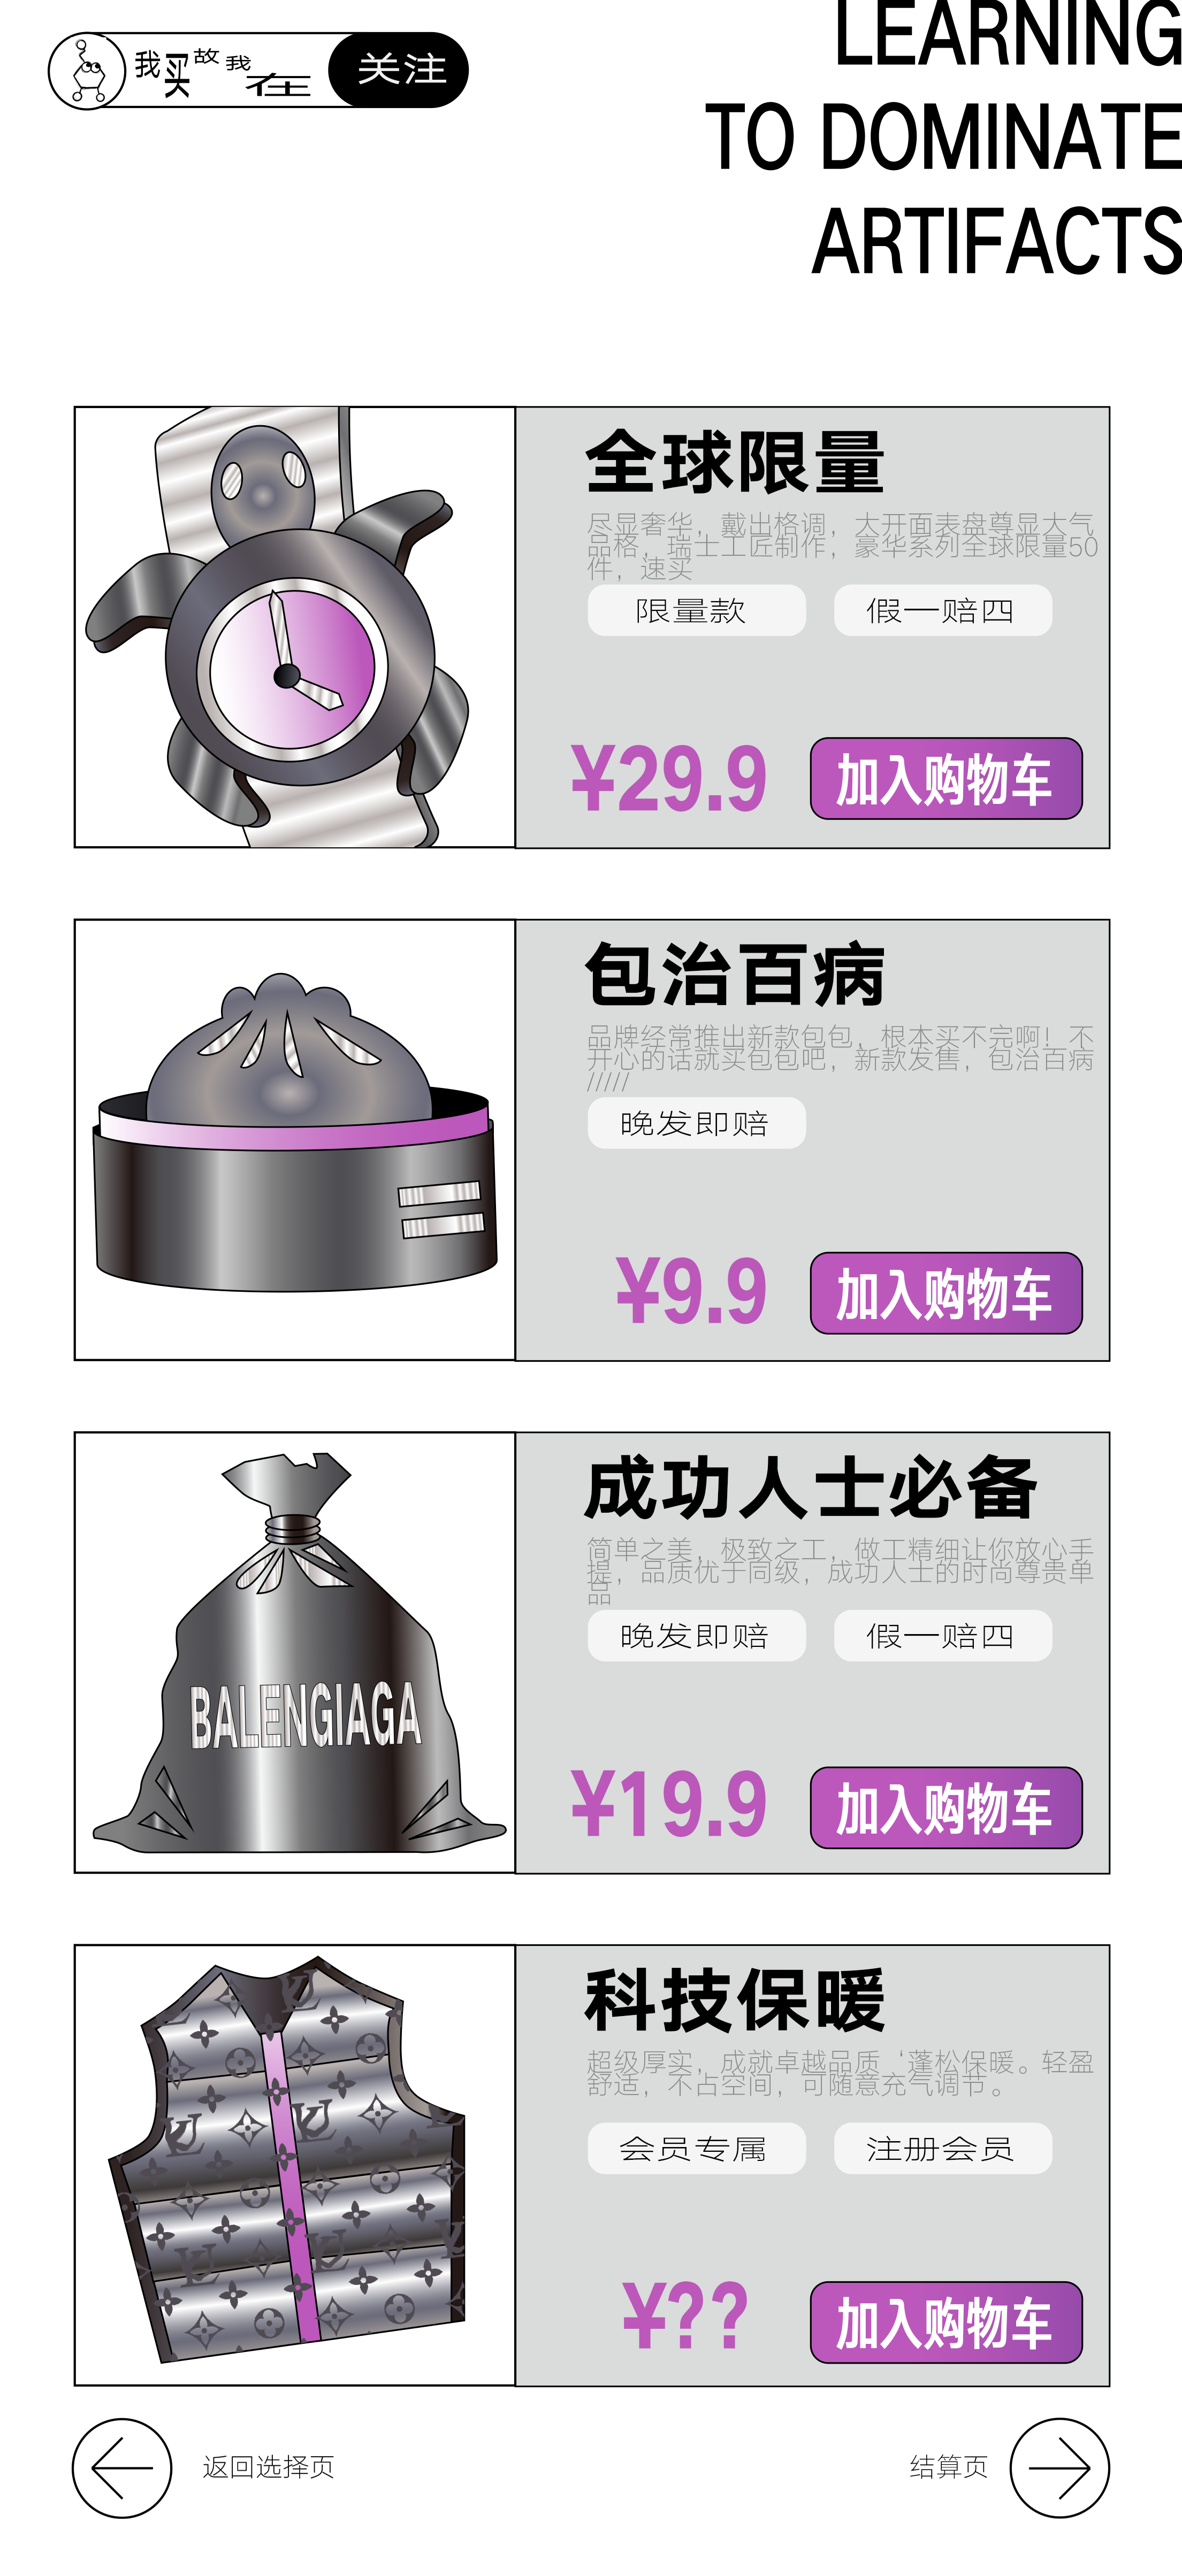 我买故我在
关注
LEARNING
TO DOMINATE
ARTIFACTS
全球限量
尽显奢华，戴出格调，大开面表盘尊显大气
品格，瑞士工匠制作，豪华系列全球限量50
件，速买
限量款
假一赔四
¥29.9
加入购物车
包治百病
品牌经常推出新款包包，根本买不完啊！不
开心的话就买包包吧，新款发售，包治百病
/////
晚发即赔
¥9.9
加入购物车
BALENGIAGA
成功人士必备
简单之美，极致之工，做工精细让你放心手
提，品质优于同级，成功人士的时尚尊贵单
品
晚发即赔
假一赔四
¥19.9
加入购物车
科技保暖
超级厚实，成就卓越品质‘蓬松保暖。轻盈
舒适，不占空间，可随意充气调节。
会员专属
注册会员
¥??
加入购物车
返回选择页
结算页